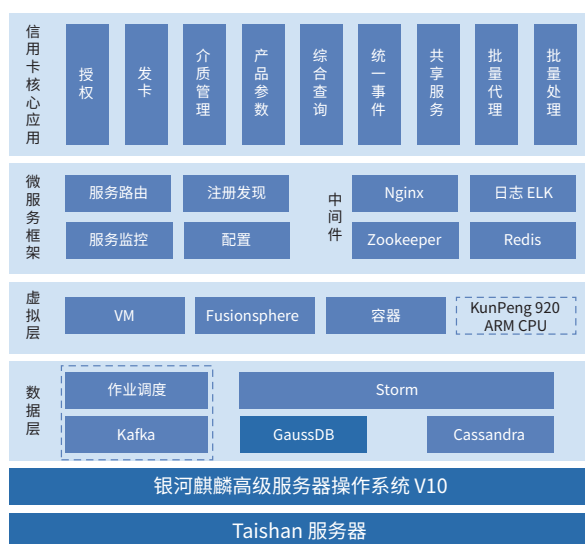 信用卡核心应用
授权
发卡
介质管理
产品参数
综合查询
统一事件
共享服务
批量代理
批量处理
微服务框架
服务路由
注册发现
服务监控
配置
中间件
Nginx
日志 ELK
Zookeeper
Redis
虚拟层
VM
Fusionsphere
容器
KunPeng 920
ARM CPU
数据层
作业调度
Storm
Kafka
GaussDB
Cassandra
银河麒麟高级服务器操作系统 V10
Taishan 服务器